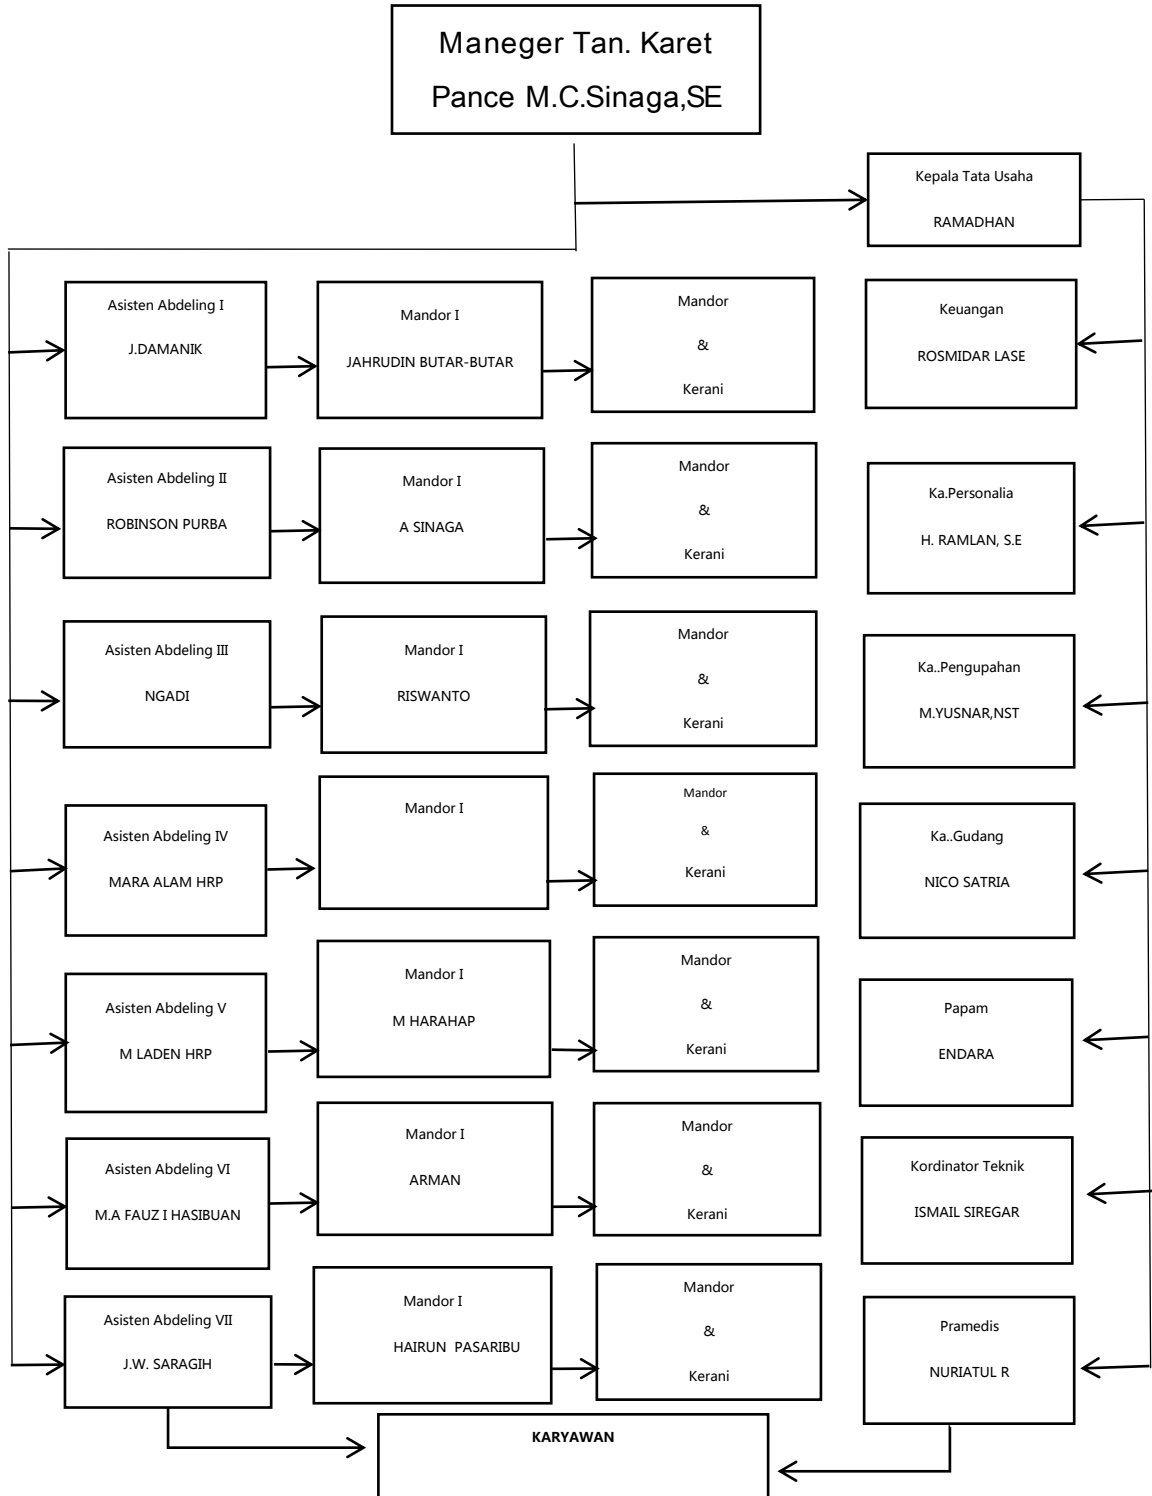 Maneger Tan. Karet
Pance M.C.Sinaga,SE
Kepala Tata Usaha
RAMADHAN
Asisten Abdeling I
J.DAMANIK
Mandor I
JAHRUDIN BUTAR-BUTAR
Mandor
&
Kerani
Keuangan
ROSMIDAR LASE
Asisten Abdeling II
ROBINSON PURBA
Mandor I
A SINAGA
Mandor
&
Kerani
Ka.Personalia
H. RAMLAN, S.E
Asisten Abdeling III
NGADI
Mandor I
RISWANTO
Mandor
&
Kerani
Ka..Pengupahan
M.YUSNAR,NST
Asisten Abdeling IV
MARA ALAM HRP
Mandor I
Mandor
&
Kerani
Ka..Gudang
NICO SATRIA
Asisten Abdeling V
M LADEN HRP
Mandor I
M HARAHAP
Mandor
&
Kerani
Papam
ENDARA
Asisten Abdeling VI
M.A FAUZ I HASIBUAN
Mandor I
ARMAN
Mandor
&
Kerani
Kordinator Teknik
ISMAIL SIREGAR
Asisten Abdeling VII
J.W. SARAGIH
Mandor I
HAIRUN  PASARIBU
Mandor
&
Kerani
Pramedis
NURIATUL R
KARYAWAN